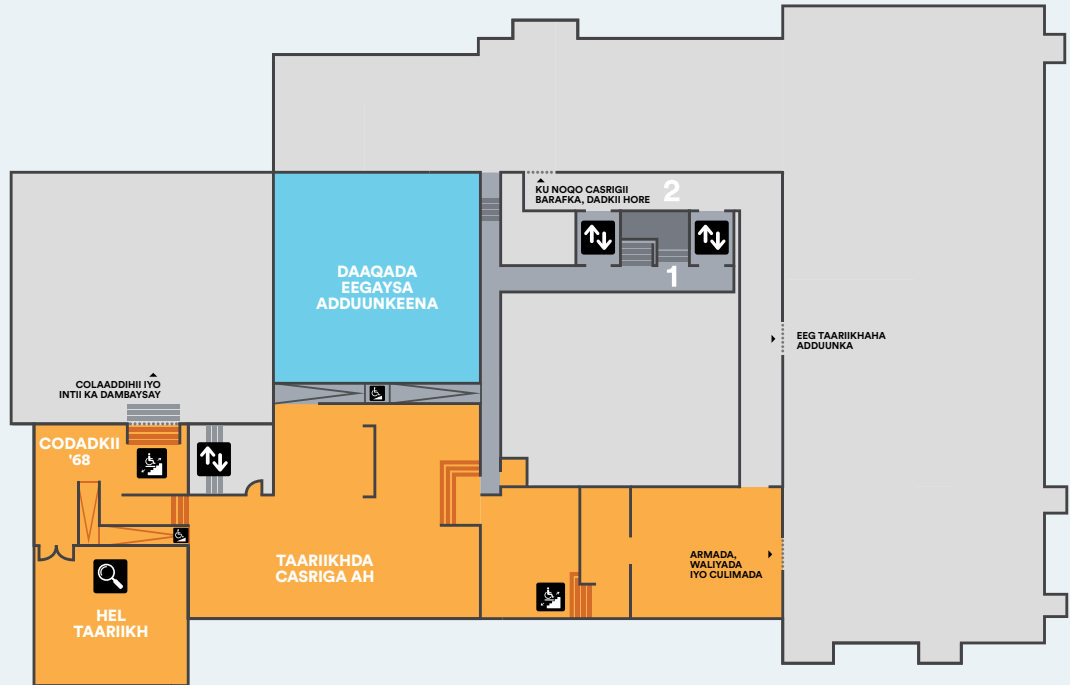 KU NOQO CASRIGII
BARAFKA, DADKII HORE
2
1
DAAQADA
EEGAYSA
ADDUUNKEENA
EEG TAARIIKHAHA
ADDUUNKA
COLAADDIHII IYO
INTII KA DAMBAYSAY
CODADKII
'68
TAARIIKHDA
CASRIGA AH
ARMADA,
WALIYADA
IYO CULIMADA
HEL
TAARIIKH